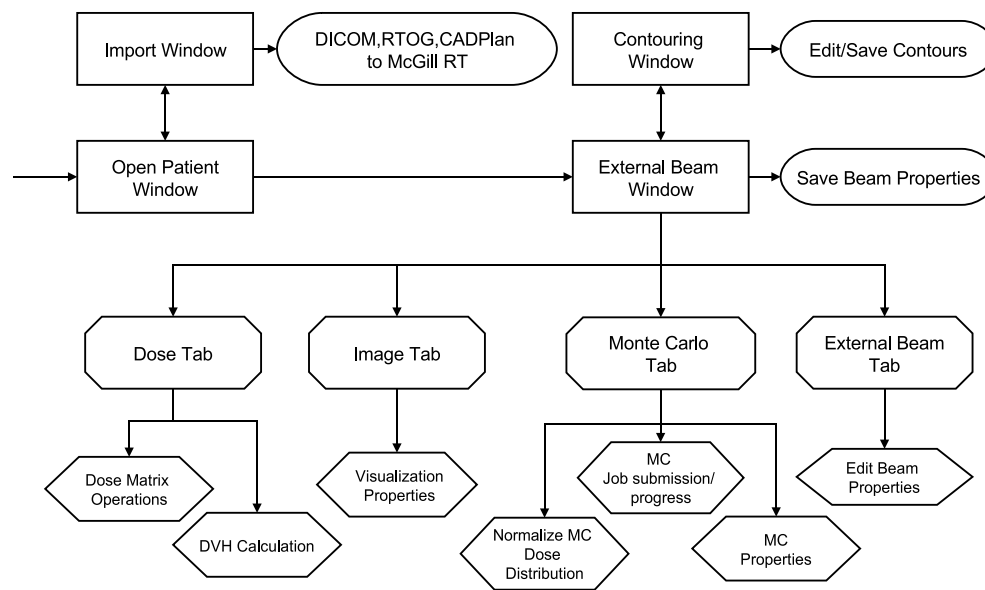 Import Window
DICOM,RTOG,CADPlan
to McGill RT
Contouring
Window
Edit/Save Contours
Open Patient
Window
External Beam
Window
Save Beam Properties
Dose Tab
Image Tab
Monte Carlo
Tab
External Beam
Tab
Dose Matrix
Operations
DVH Calculation
Visualization
Properties
MC
Job submission/
progress
Normalize MC
Dose
Distribution
MC
Properties
Edit Beam
Properties